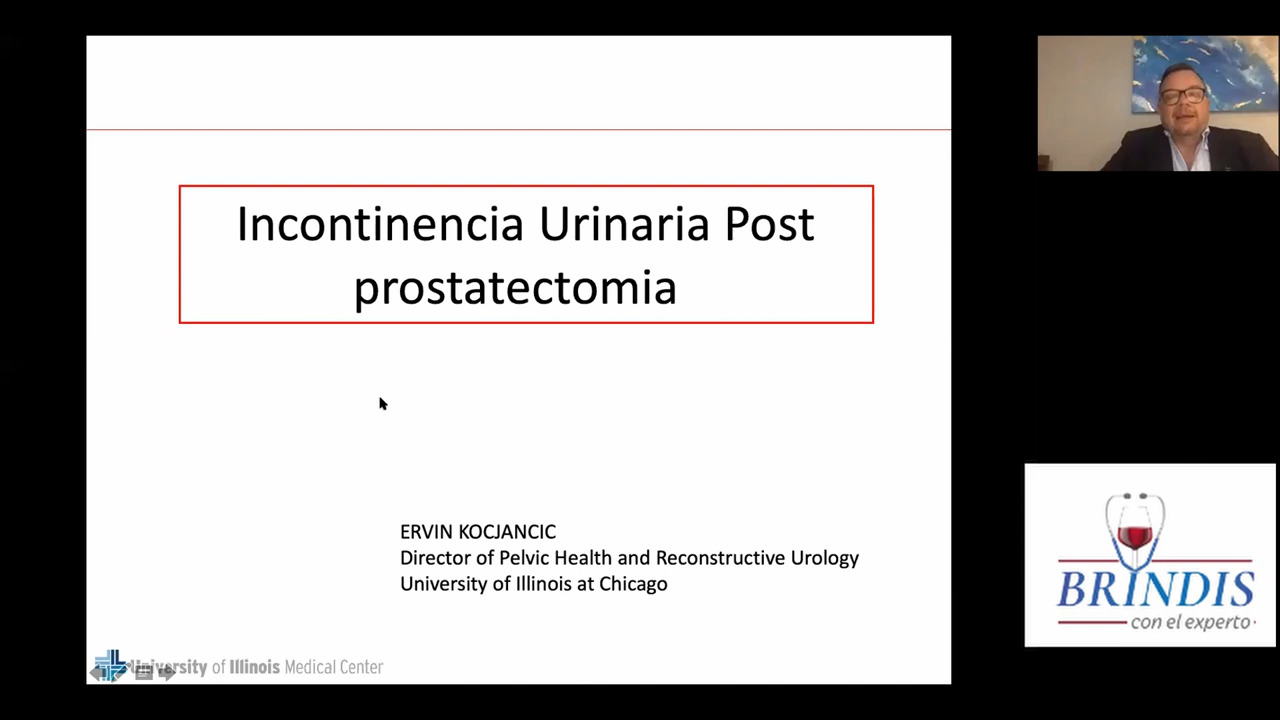 Incontinencia Urinaria Post
prostatectomia
ERVIN KOCJANCIC
Director of Pelvic Health and Reconstructive Urology
University of Illinois at Chicago
University of Illinois Medical Center
BRINDIS
con el experto